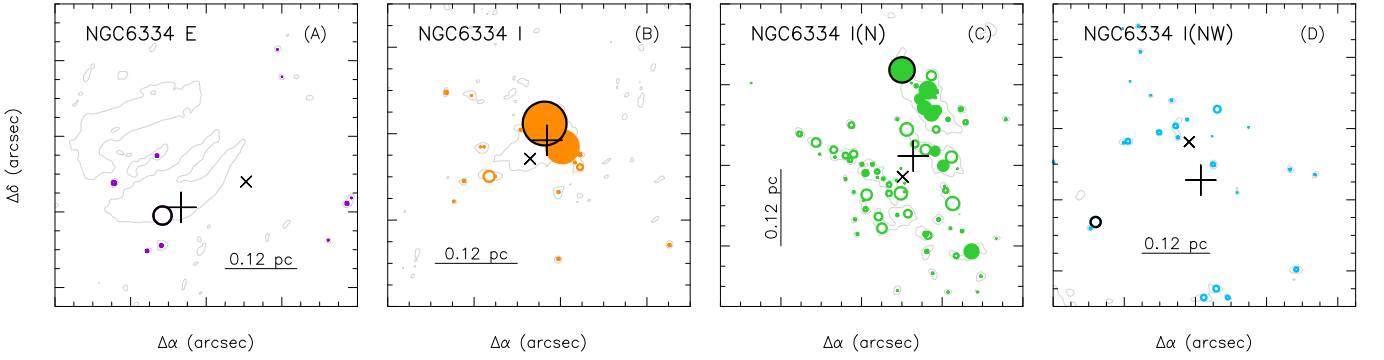 NGC6334 E (A)
0.12 pc
NGC6334 I (B)
0.12 pc
NGC6334 I(N) (C)
0.12 pc
NGC6334 I(NW) (D)
0.12 pc
Δδ (arcsec)
Δα (arcsec)
Δα (arcsec)
Δα (arcsec)
Δα (arcsec)